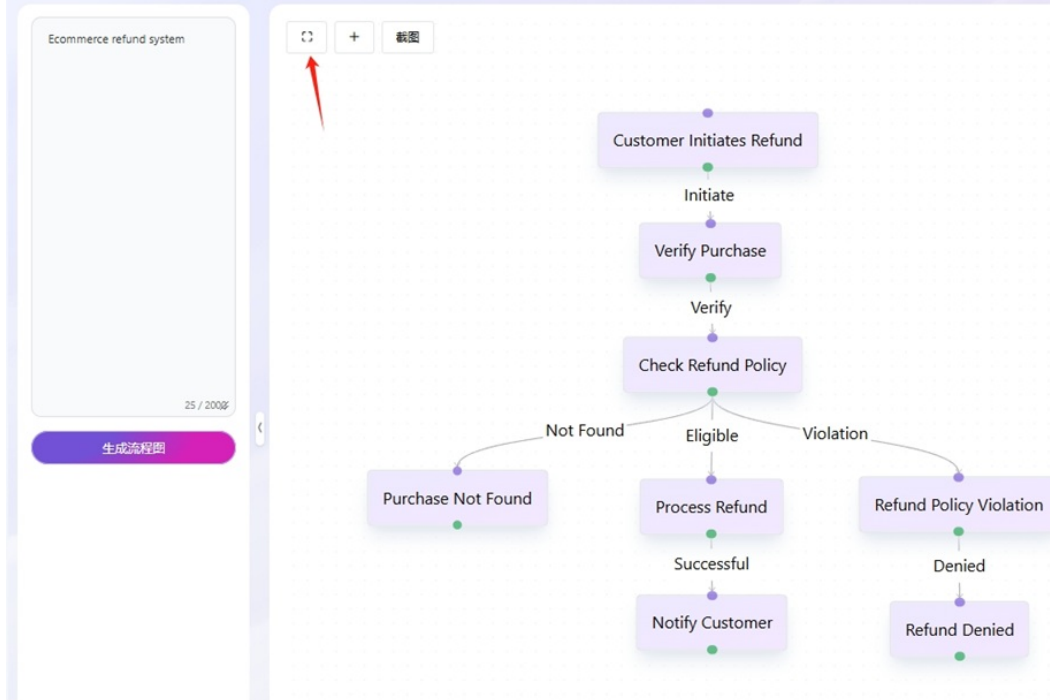 Ecommerce refund system
25 / 2000
生成流程图
+
截图
Customer Initiates Refund
Initiate
Verify Purchase
Verify
Check Refund Policy
Not Found
Eligible
Violation
Purchase Not Found
Process Refund
Refund Policy Violation
Successful
Denied
Notify Customer
Refund Denied